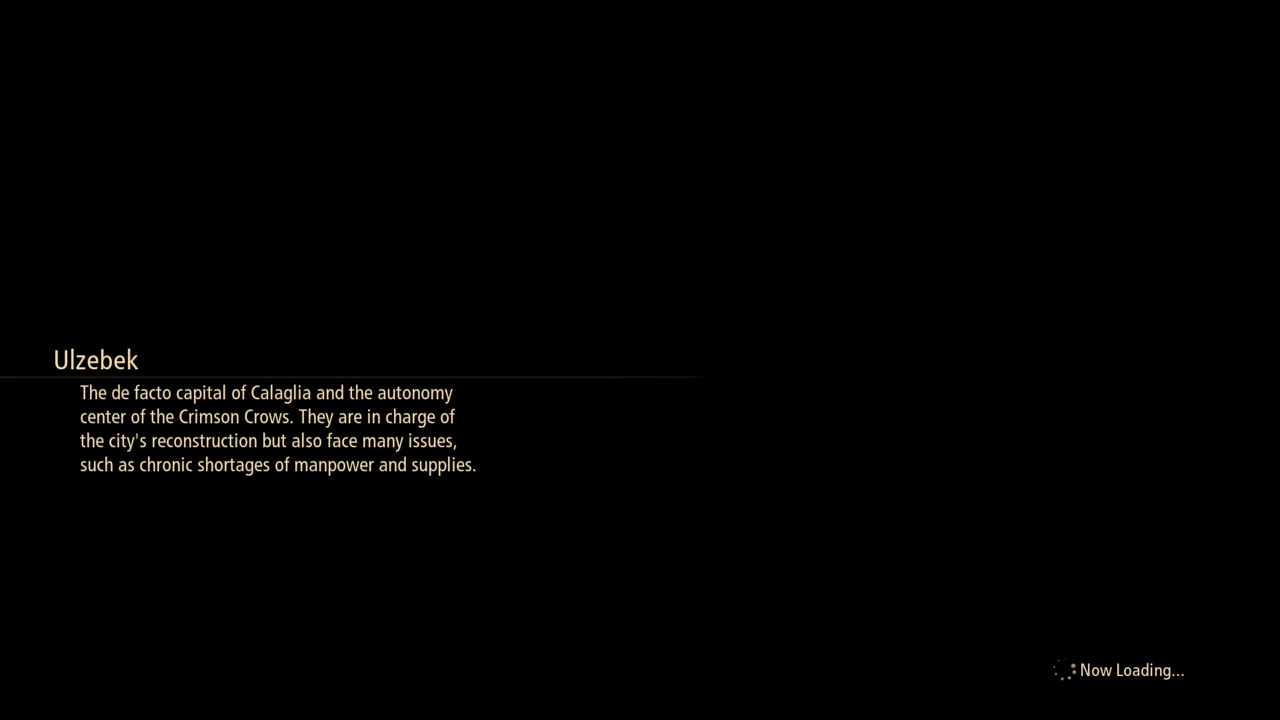 Ulzebek
The de facto capital of Calaglia and the autonomy
center of the Crimson Crows. They are in charge of
the city's reconstruction but also face many issues,
such as chronic shortages of manpower and supplies.
Now Loading...